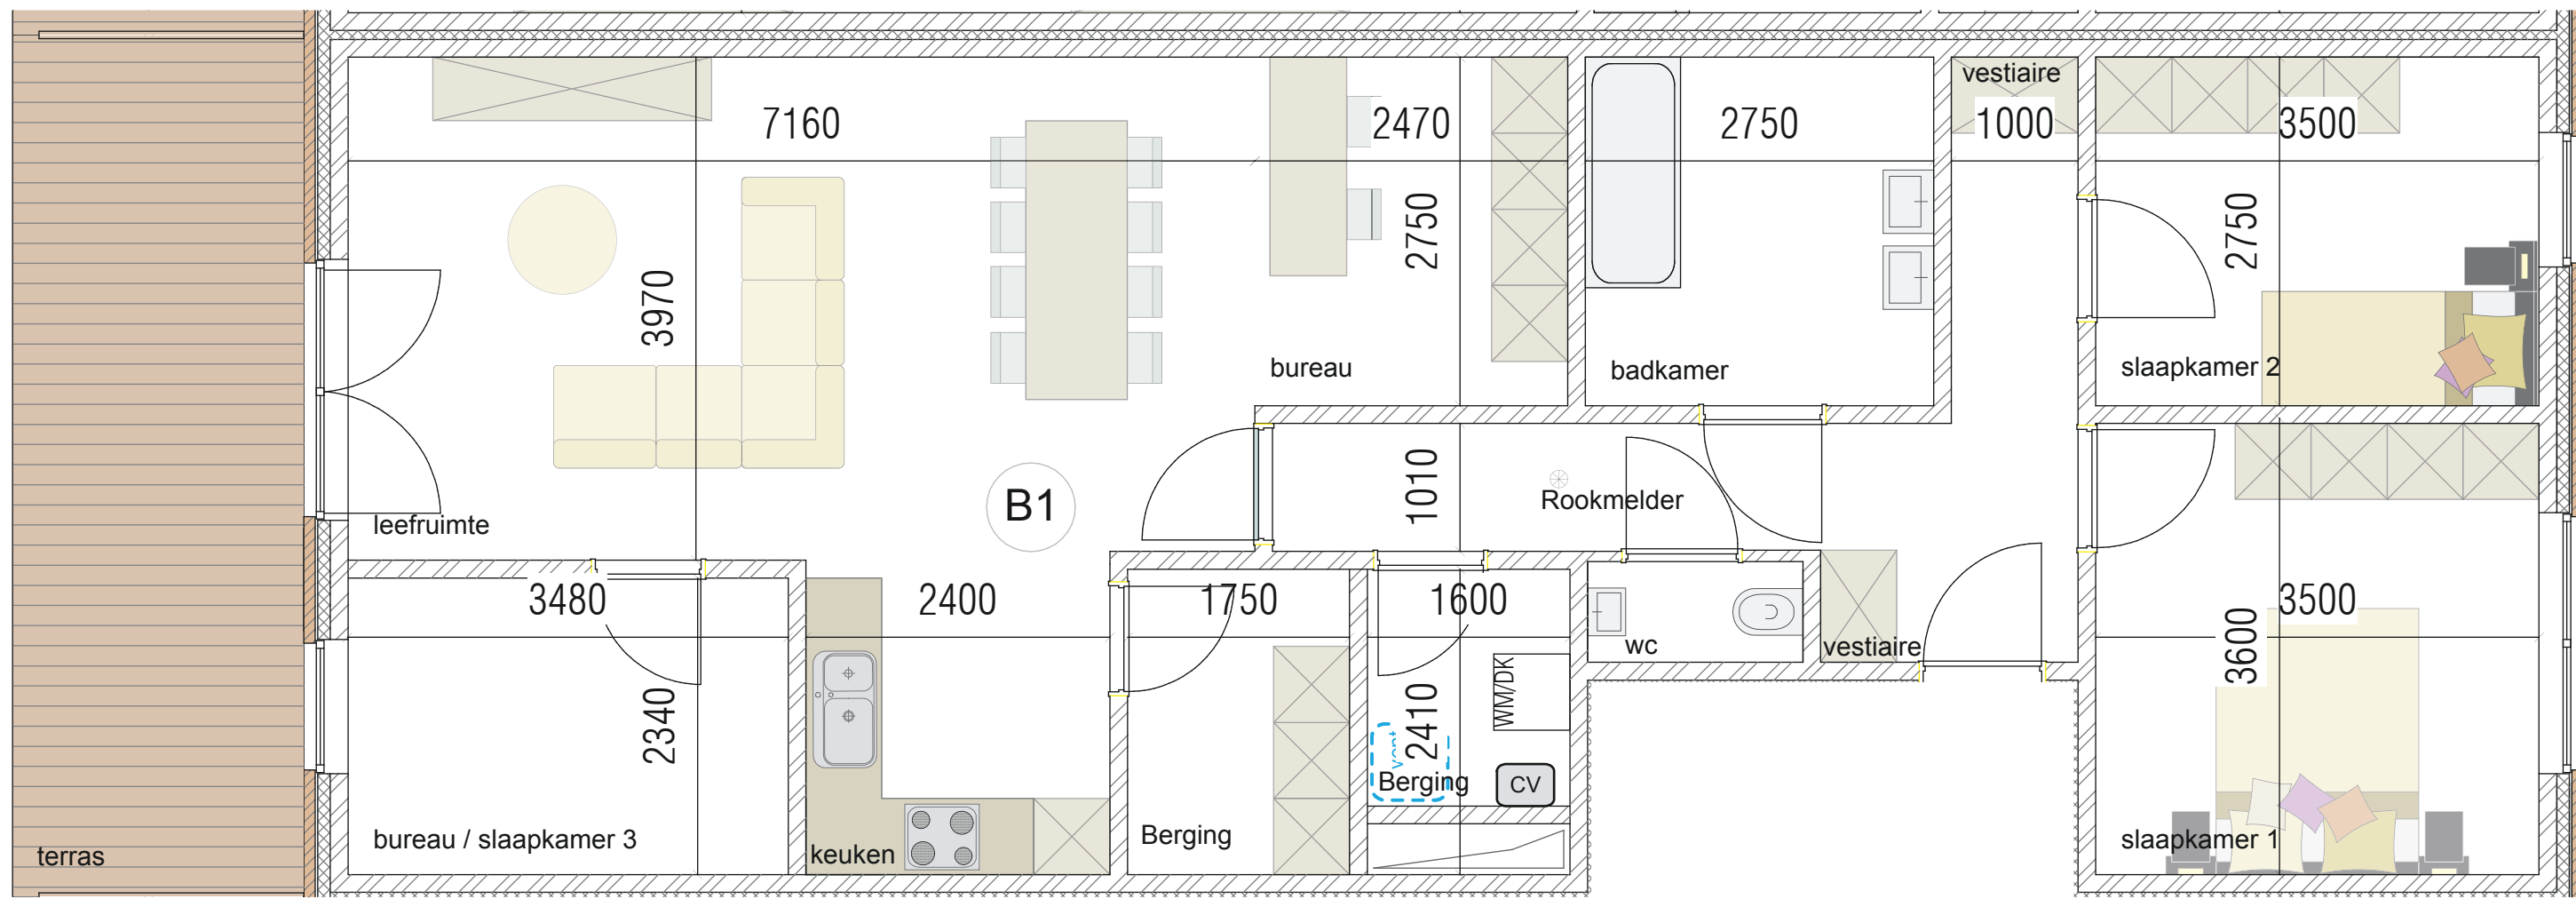 vestiaire
7160
2470
2750
1000
3500
2750
2750
3970
bureau
badkamer
slaapkamer 2
1010
B1
Rookmelder
leefruimte
3480
2400
1750
1600
3500
wc
vestiaire
3600
2340
2410
WM/DK
vent
Berging
CV
bureau / slaapkamer 3
Berging
slaapkamer 1
keuken
terras